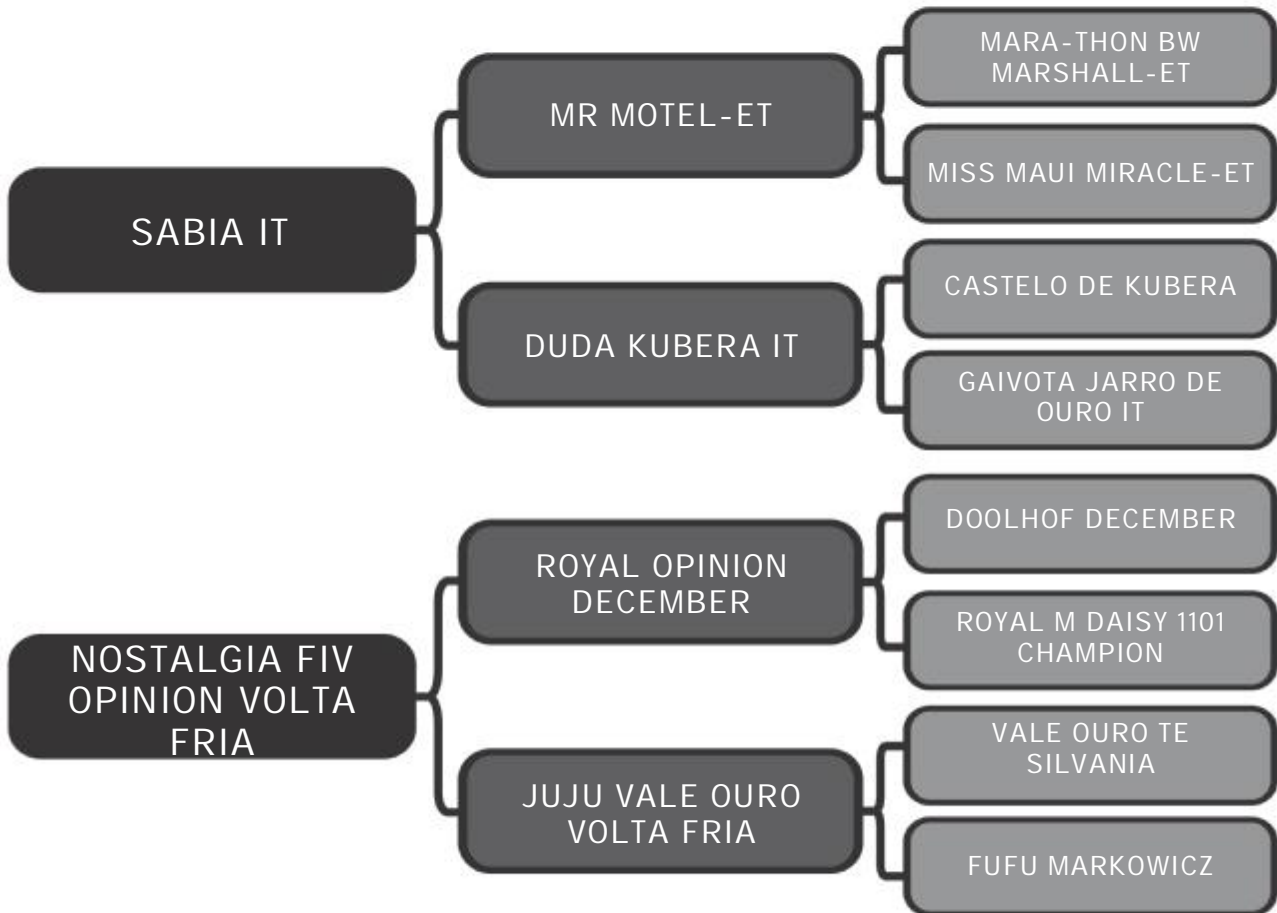 MARA-THON BW
MARSHALL-ET
MR MOTEL-ET
MISS MAUI MIRACLE-ET
SABIA IT
CASTELO DE KUBERA
DUDA KUBERA IT
GAIVOTA JARRO DE
OURO IT
DOOLHOF DECEMBER
ROYAL OPINION
DECEMBER
ROYAL M DAISY 1101
CHAMPION
NOSTALGIA FIV
OPINION VOLTA
FRIA
VALE OURO TE
SILVANIA
JUJU VALE OURO
VOLTA FRIA
FUFU MARKOWICZ